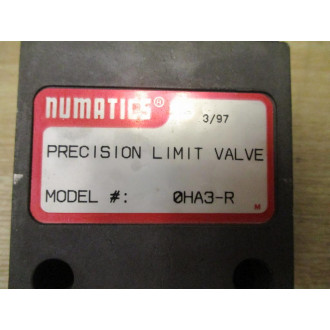 numatics®
3/97
PRECISION LIMIT VALVE
MODEL #: 0HA3-R
M